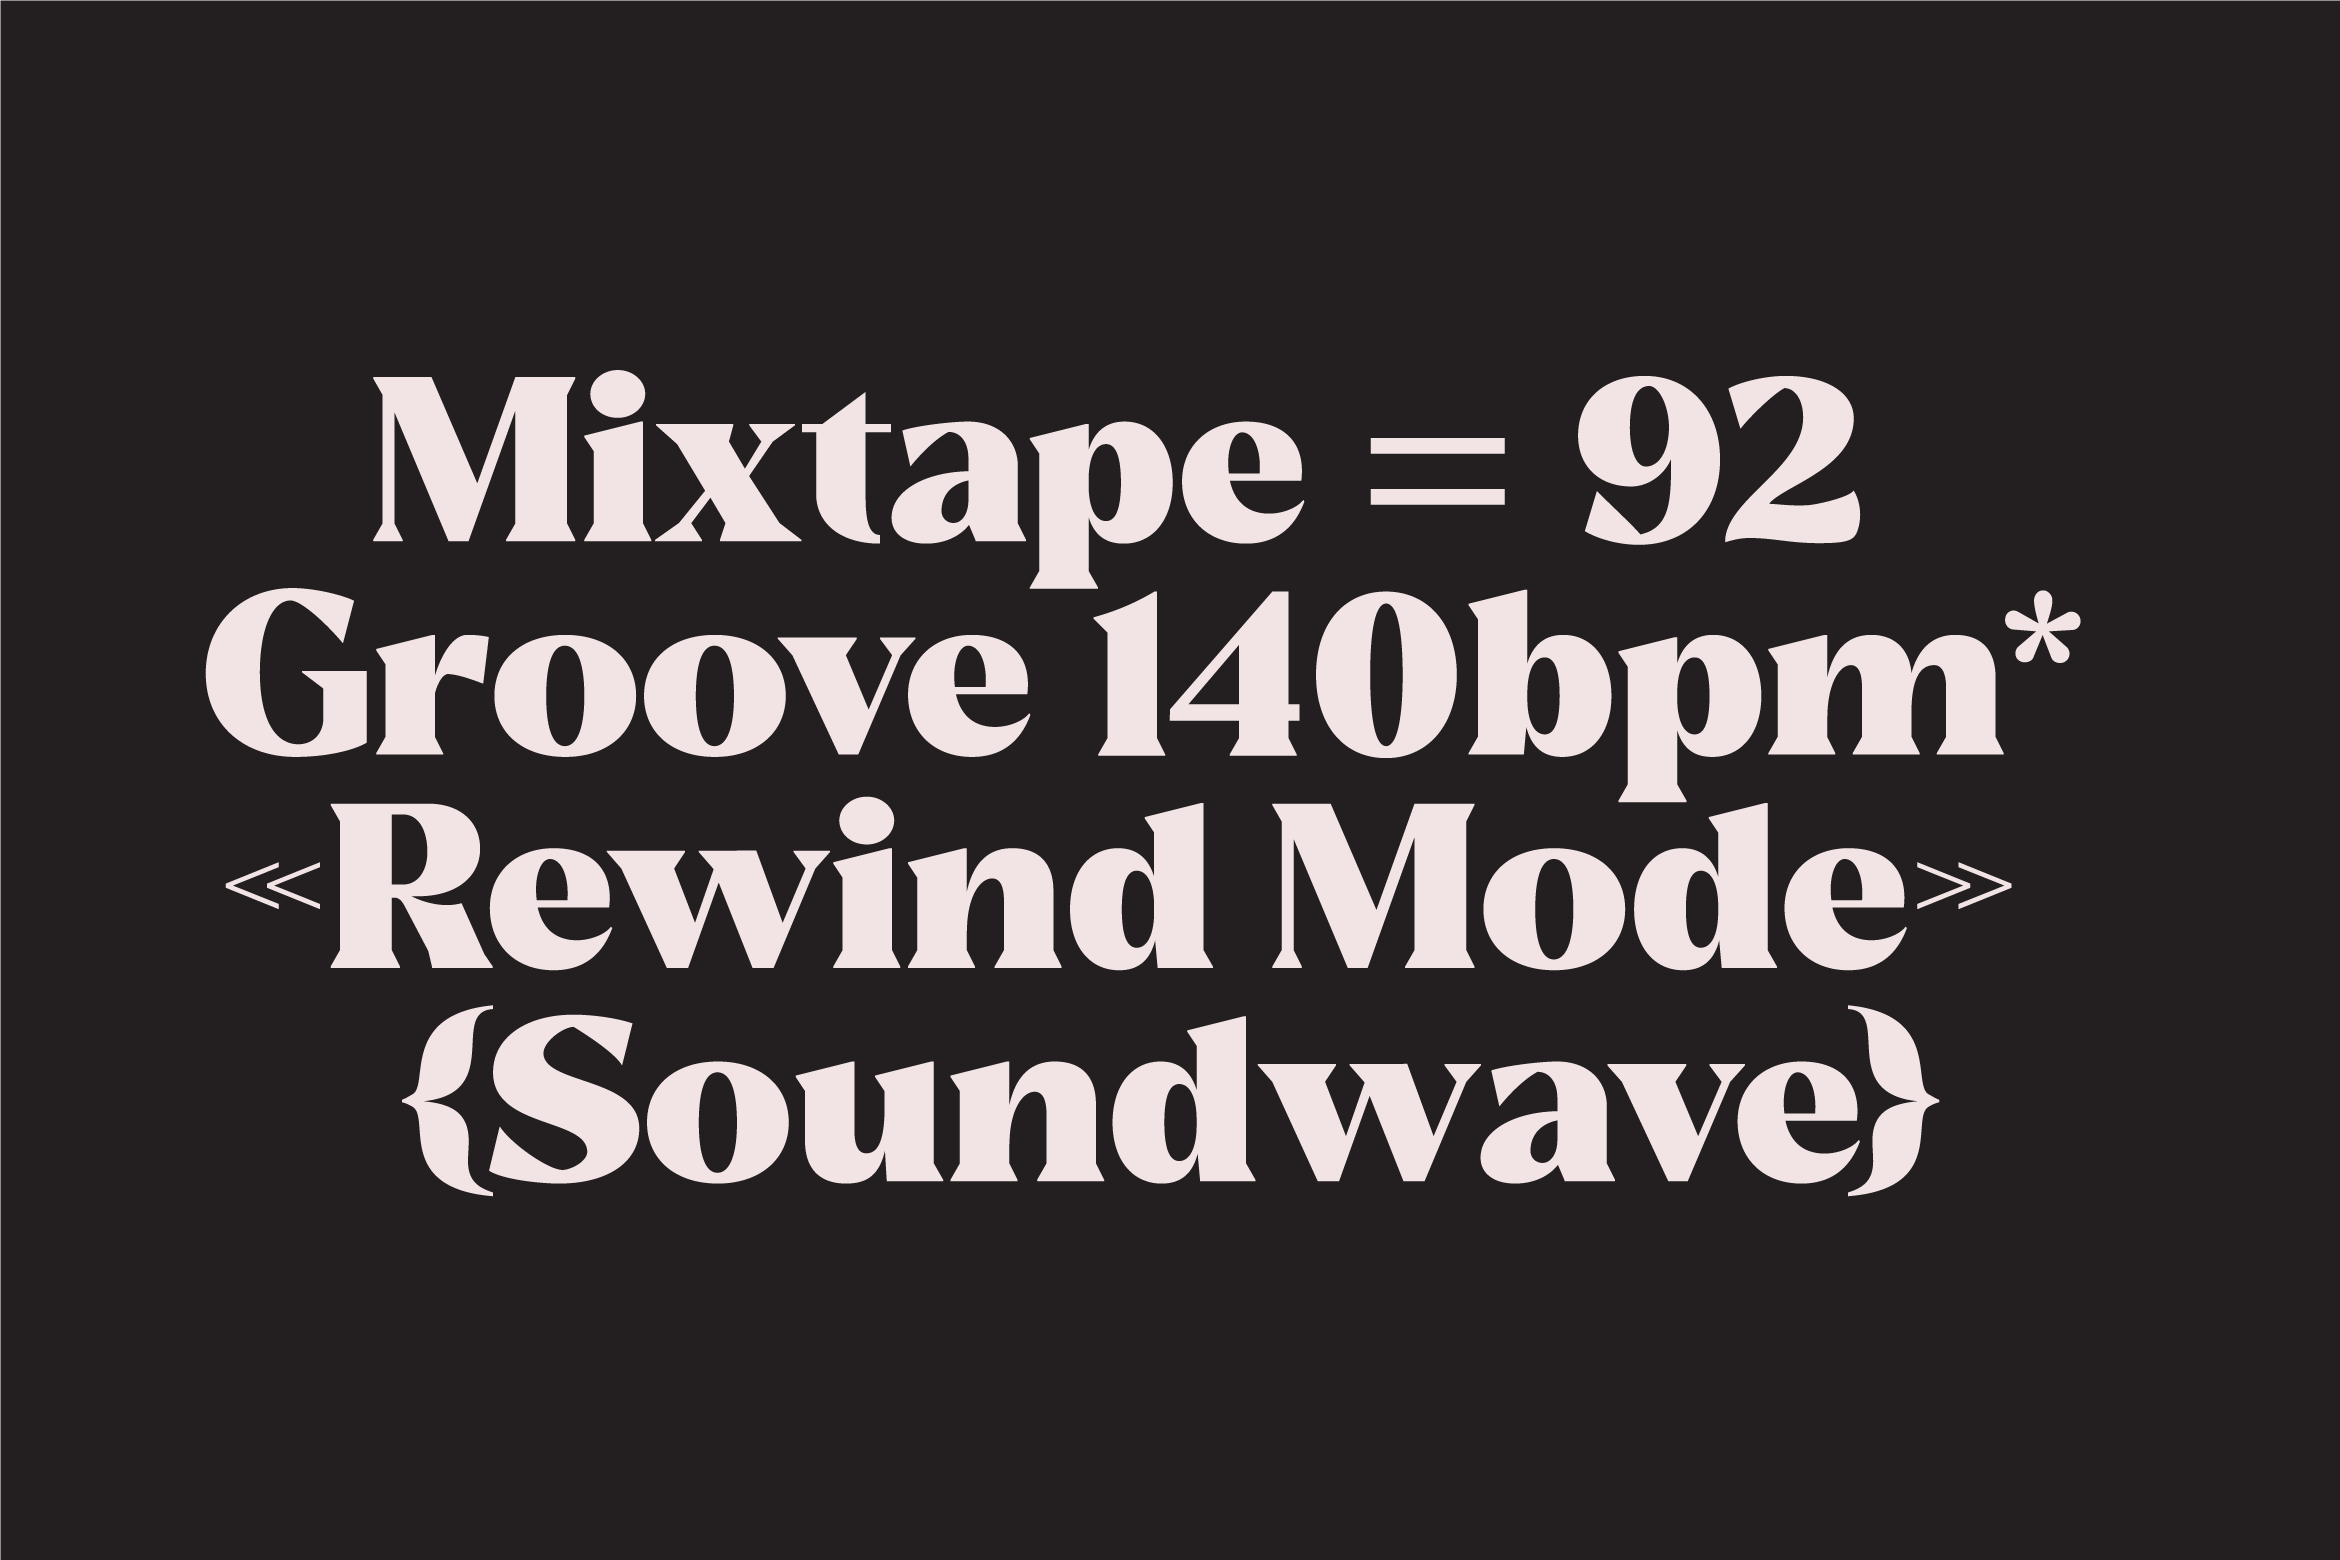 Mixtape = 92
Groove 140bpm*
«Rewind Mode»
{Soundwave}